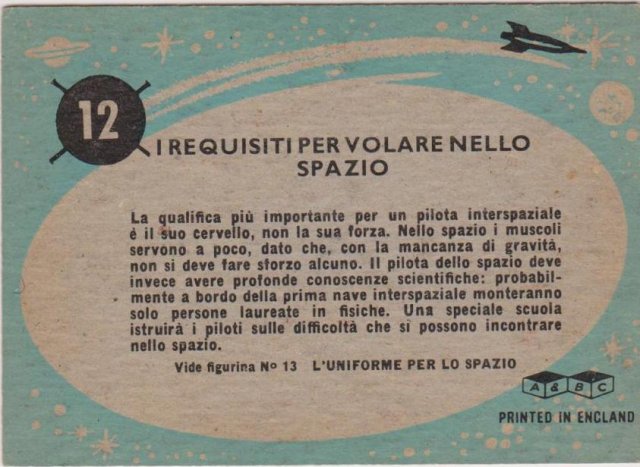 12
I REQUISITI PER VOLARE NELLO
SPAZIO
La qualifica più importante per un pilota interspaziale
è il suo cervello, non la sua forza. Nello spazio i muscoli
servono a poco, dato che, con la mancanza di gravità,
non si deve fare sforzo alcuno. Il pilota dello spazio deve
invece avere profonde conoscenze scientifiche: probabil-
mente a bordo della prima nave interspaziale monteranno
solo persone laureate in fisiche. Una speciale scuola
istruirà i piloti sulle difficoltà che si possono incontrare
nello spazio.
Vide figurina No 13 L'UNIFORME PER LO SPAZIO
A & B C
PRINTED IN ENGLAND